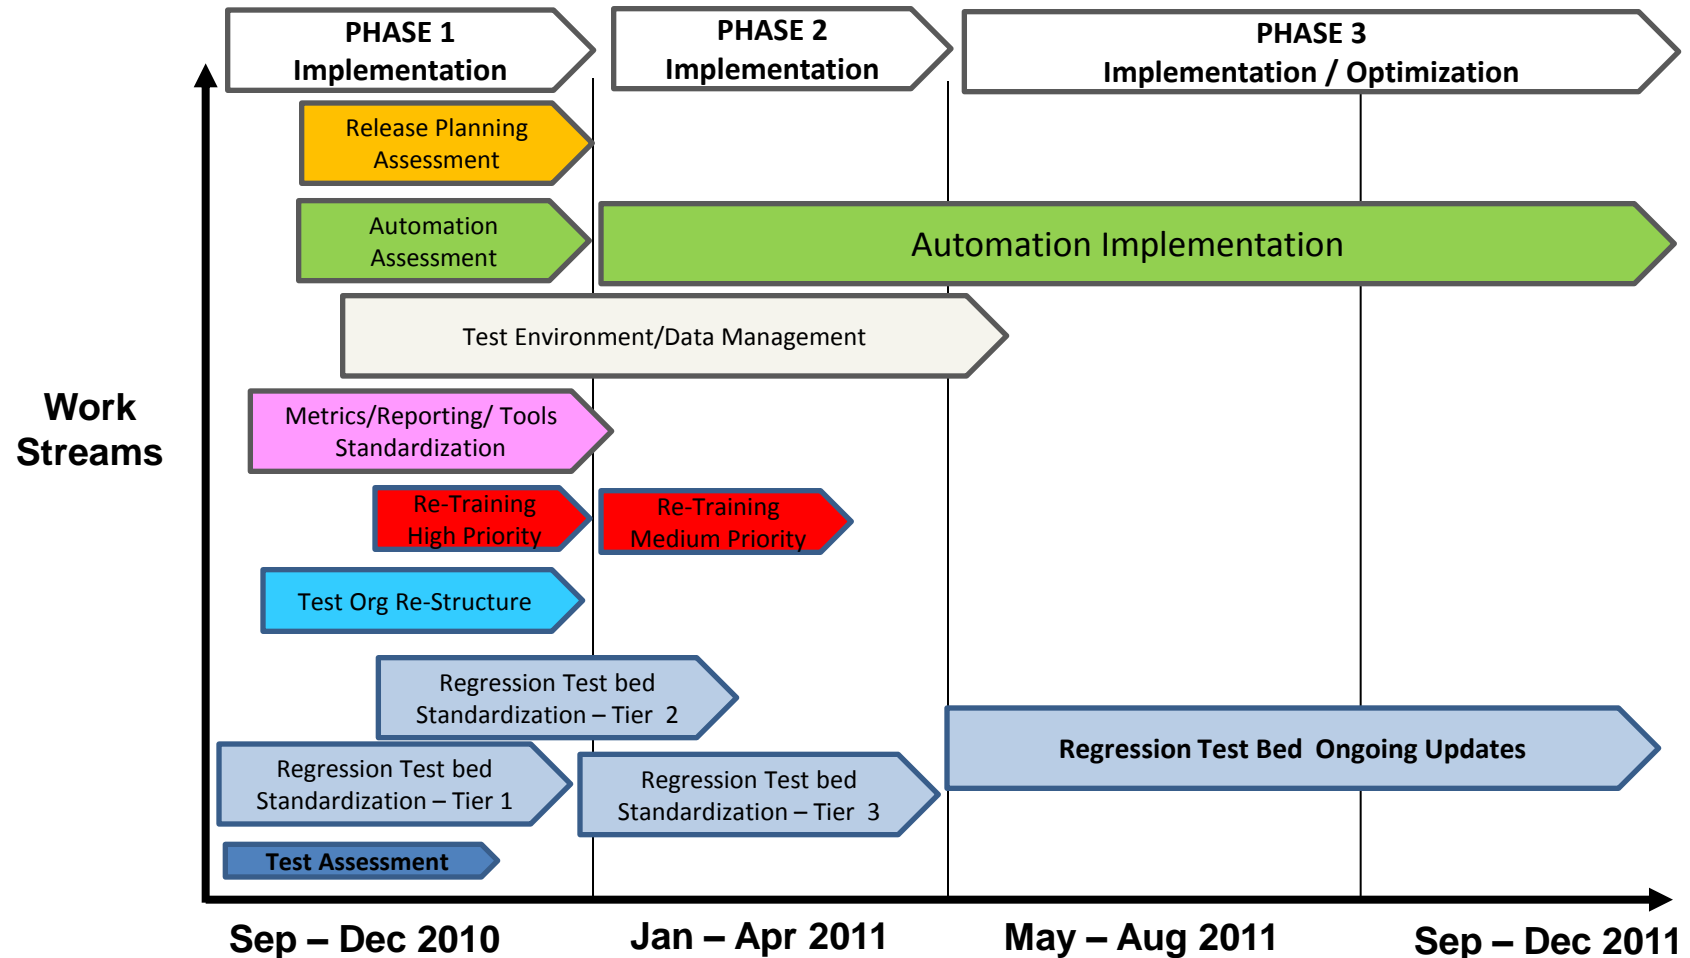 PHASE 1
Implementation
PHASE 2
Implementation
PHASE 3
Implementation / Optimization
Release Planning
Assessment
Automation
Assessment
Automation Implementation
Test Environment/Data Management
Work
Streams
Metrics/Reporting/ Tools
Standardization
Re-Training
High Priority
Re-Training
Medium Priority
Test Org Re-Structure
Regression Test bed
Standardization – Tier  2
Regression Test bed
Standardization – Tier 1
Regression Test bed
Standardization – Tier  3
Regression Test Bed  Ongoing Updates
Test Assessment
Sep – Dec 2010
Jan – Apr 2011
May – Aug 2011
Sep – Dec 2011